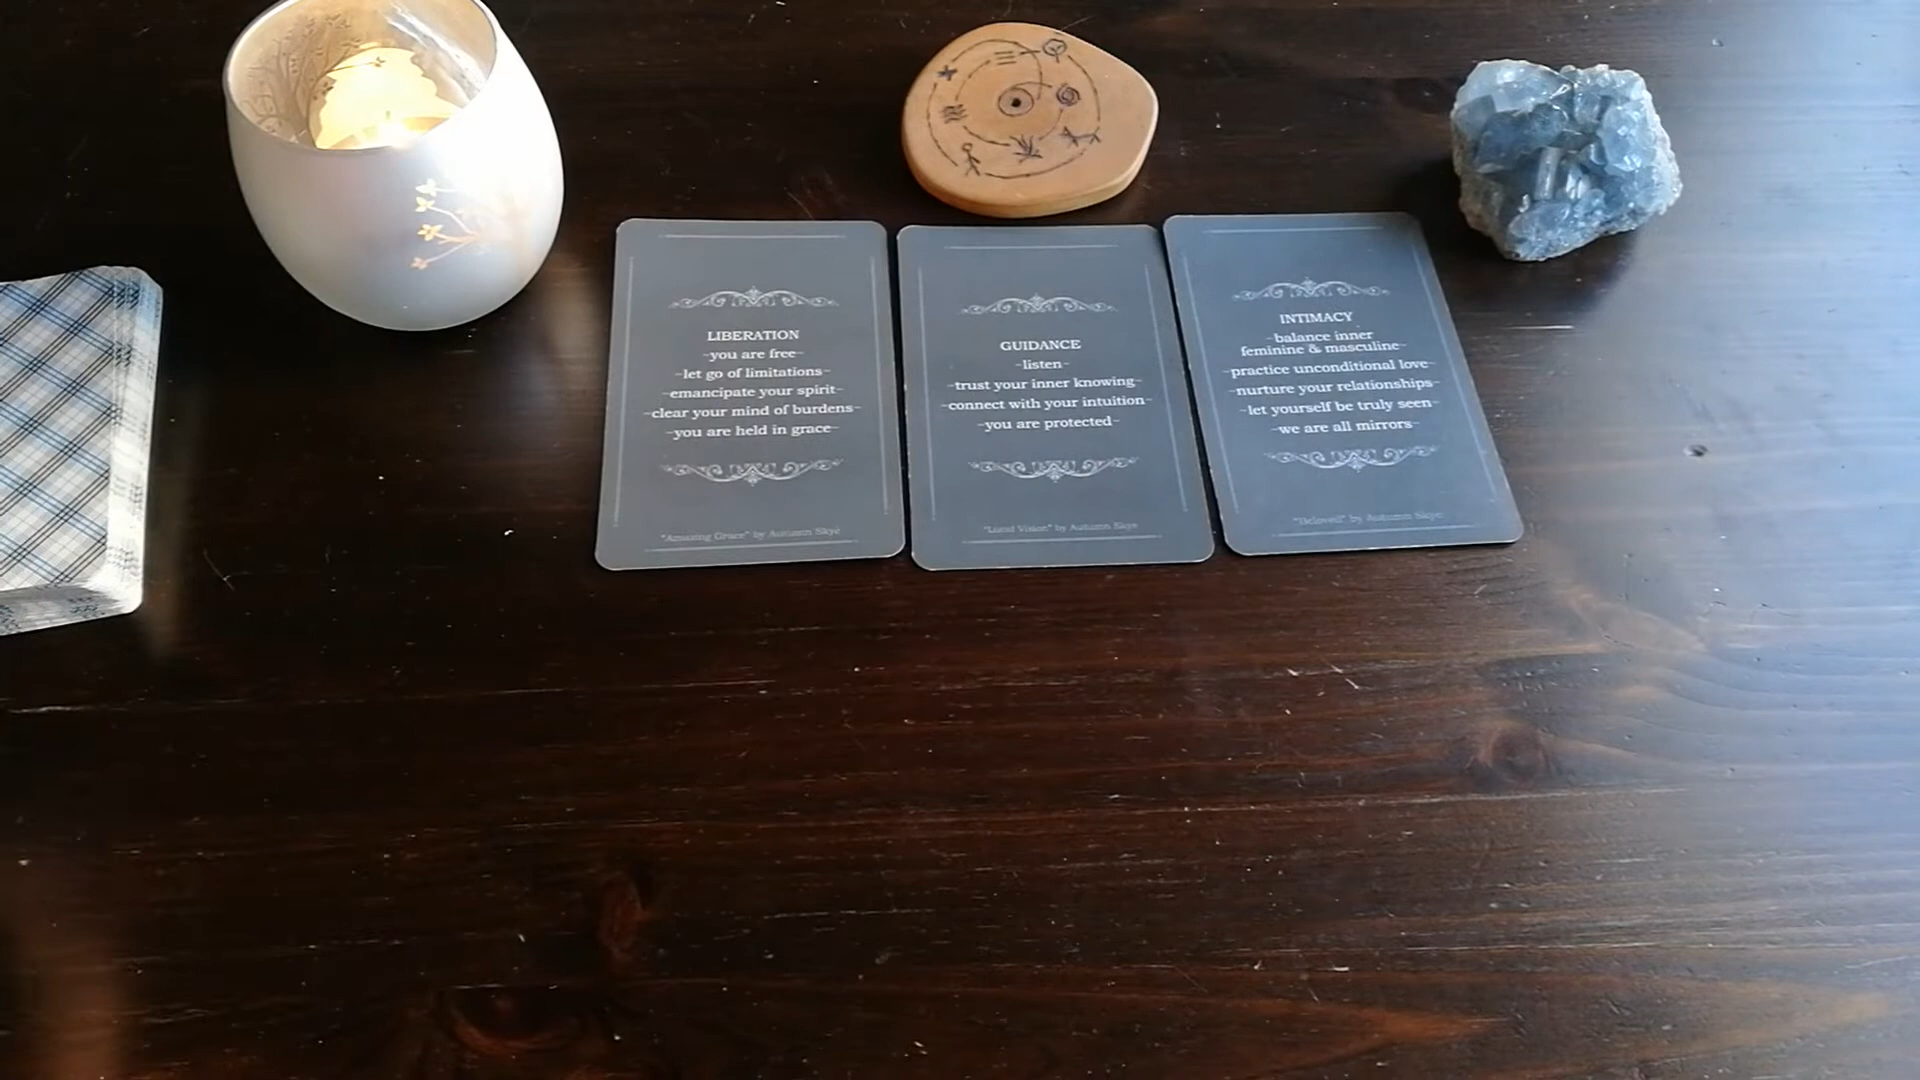 LIBERATION
~you are free~
~let go of limitations~
~emancipate your spirit~
~clear your mind of burdens~
~you are held in grace~
"Amazing Grace" by Autumn Skye
GUIDANCE
~listen~
~trust your inner knowing~
~connect with your intuition~
~you are protected~
"Lucid Vision" by Autumn Skye
INTIMACY
~balance inner
feminine & masculine~
~practice unconditional love~
~nurture your relationships~
~let yourself be truly seen~
~we are all mirrors~
"Beloved" by Autumn Skye